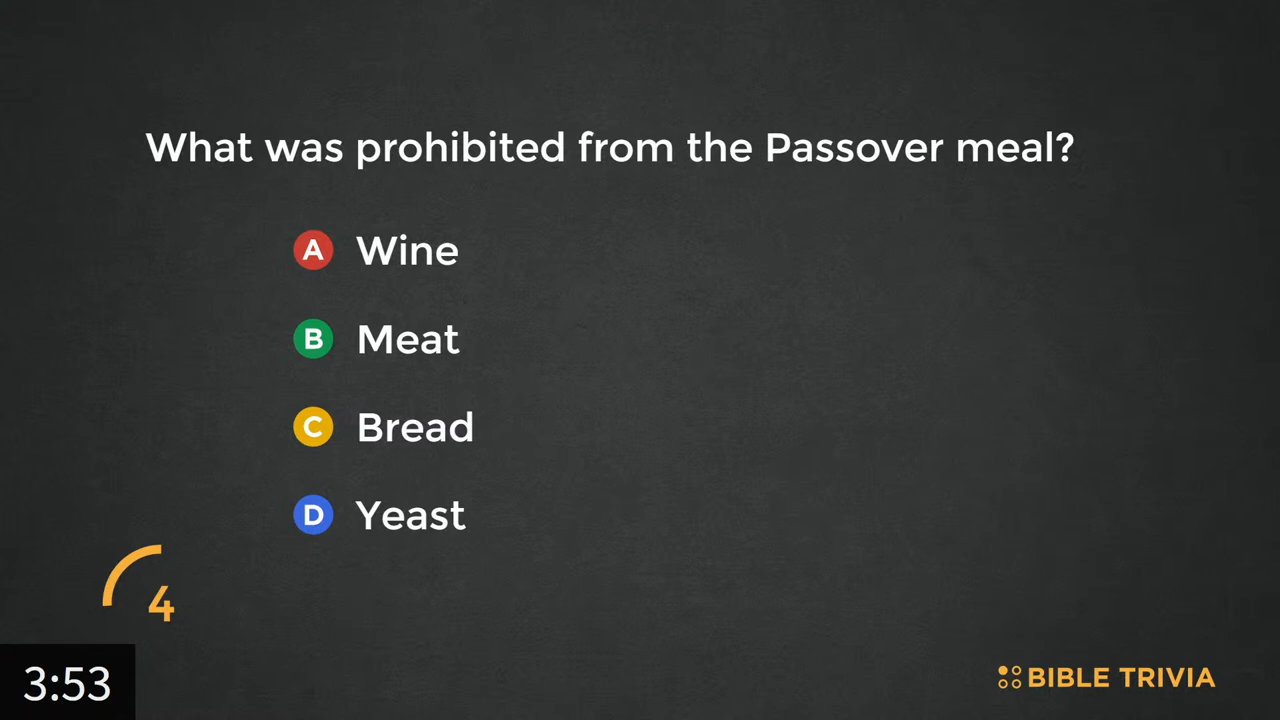 What was prohibited from the Passover meal?
A Wine
B Meat
C Bread
D Yeast
4
3:53
BIBLE TRIVIA